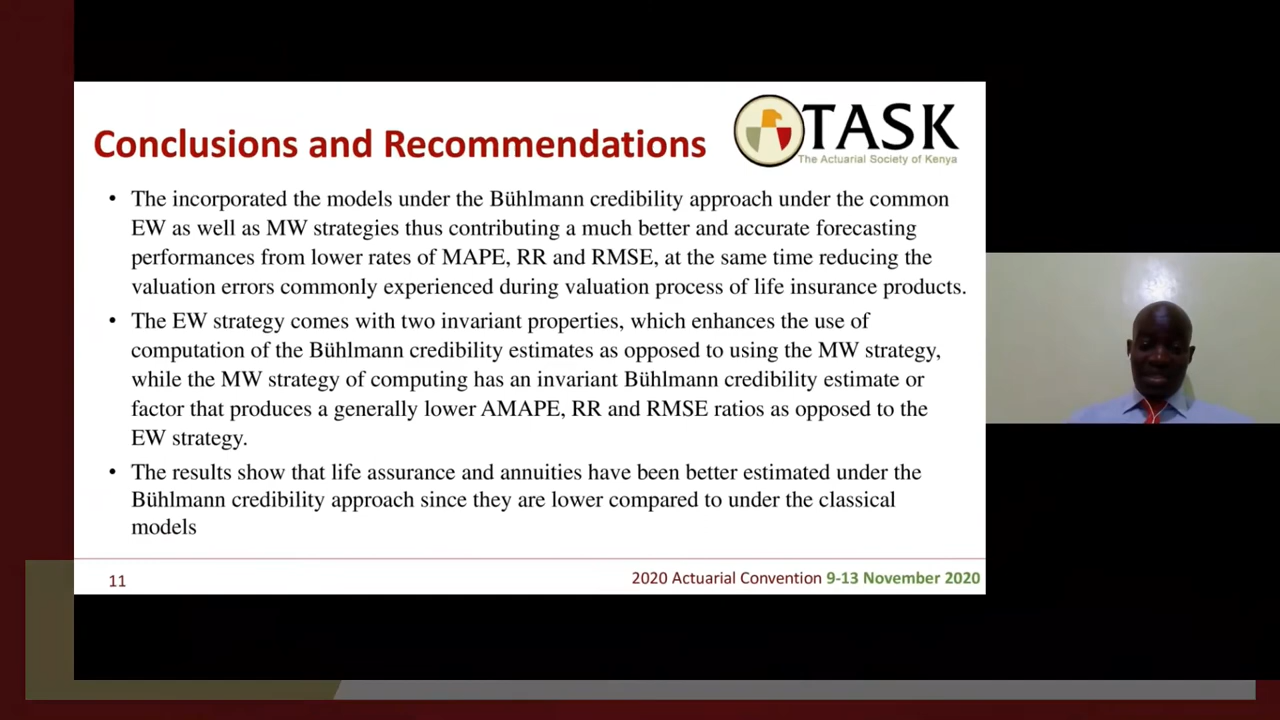 Conclusions and Recommendations
TASK
The Actuarial Society of Kenya
• The incorporated the models under the Bühlmann credibility approach under the common
EW as well as MW strategies thus contributing a much better and accurate forecasting
performances from lower rates of MAPE, RR and RMSE, at the same time reducing the
valuation errors commonly experienced during valuation process of life insurance products.
• The EW strategy comes with two invariant properties, which enhances the use of
computation of the Bühlmann credibility estimates as opposed to using the MW strategy,
while the MW strategy of computing has an invariant Bühlmann credibility estimate or
factor that produces a generally lower AMAPE, RR and RMSE ratios as opposed to the
EW strategy.
• The results show that life assurance and annuities have been better estimated under the
Bühlmann credibility approach since they are lower compared to under the classical
models
11
2020 Actuarial Convention 9-13 November 2020